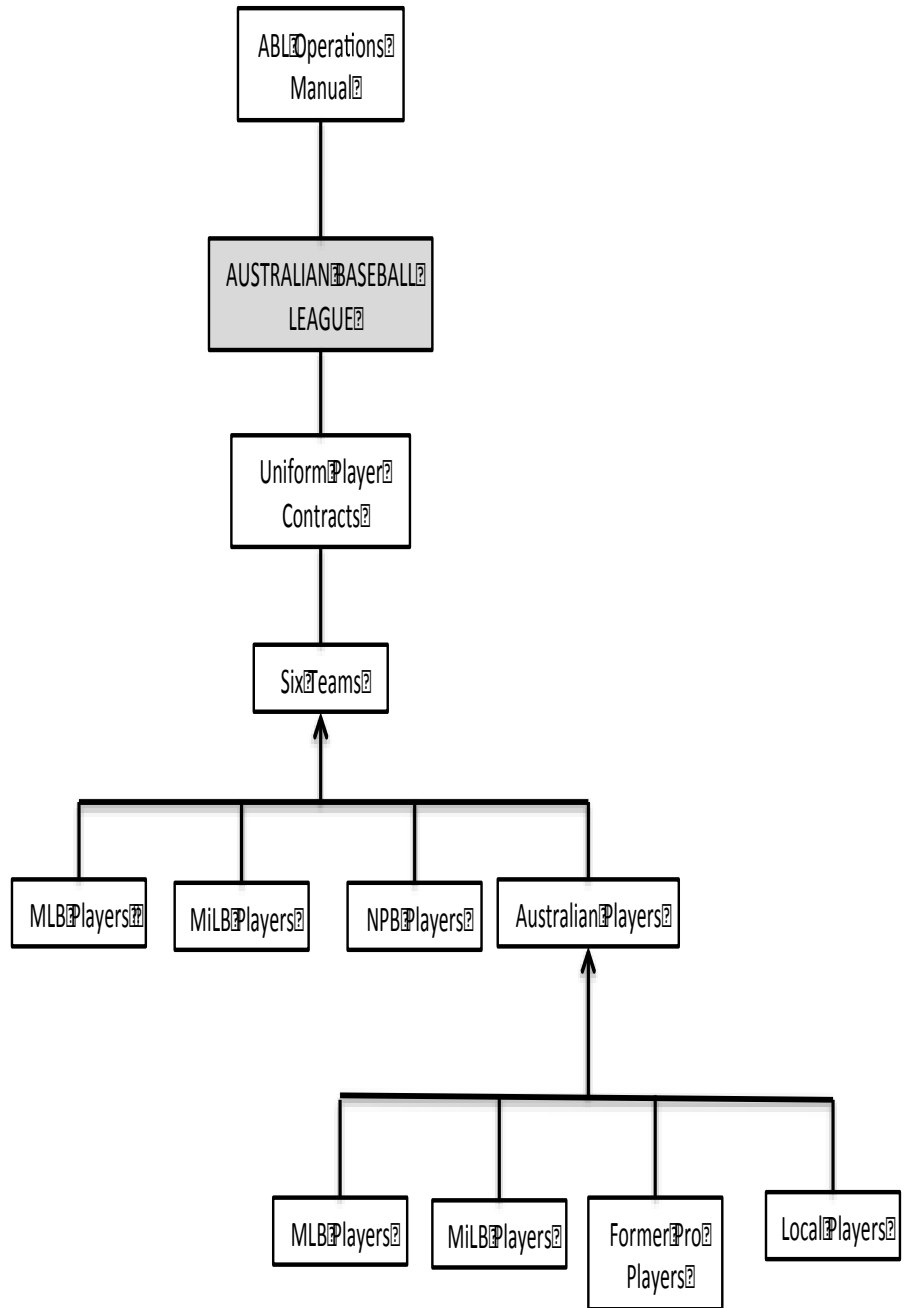 ABL Operations
Manual
AUSTRALIAN BASEBALL
LEAGUE
Uniform Player
Contracts
Six Teams
MLB Players
MiLB Players
NPB Players
Australian Players
MLB Players
MiLB Players
Former Pro
Players
Local Players